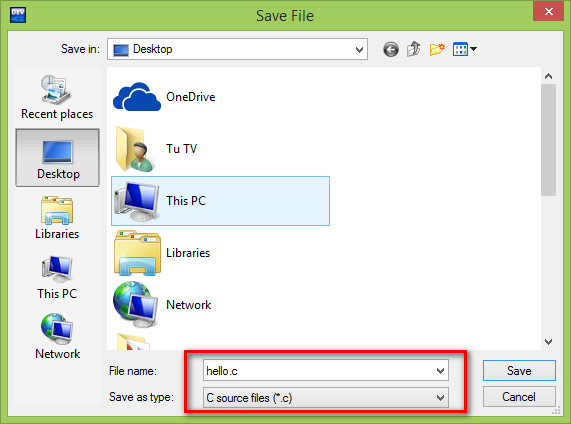 DEV
Save File
Save in:
Desktop
Recent places
Desktop
Libraries
This PC
Network
OneDrive
Tu TV
This PC
Libraries
Network
File name:
hello.c
Save
Save as type:
C source files (*.c)
Cancel